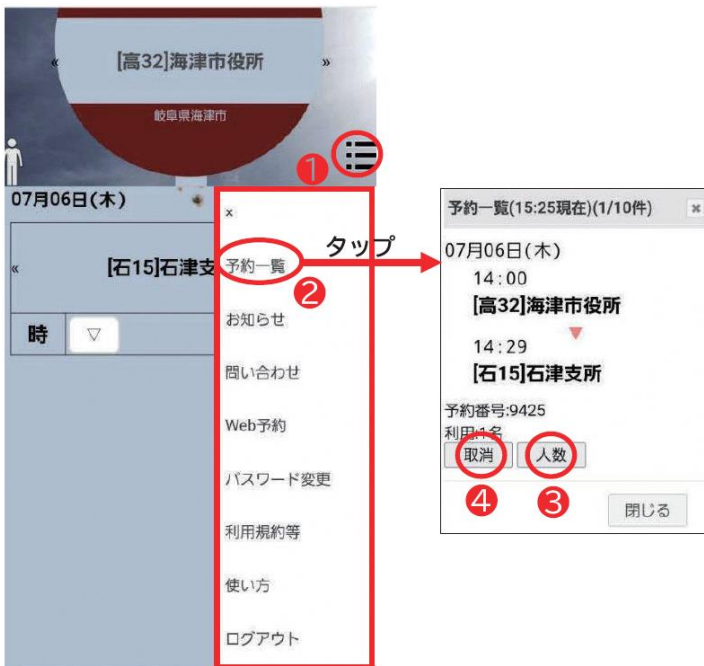 « [高32]海津市役所 »
岐阜県海津市
1
07月06日(木)
x
« [石15]石津支
予約一覧
2
タップ
時 ▽
お知らせ
問い合わせ
Web予約
パスワード変更
利用規約等
使い方
ログアウト
予約一覧(15:25現在)(1/10件) ×
07月06日(木)
14:00
[高32]海津市役所
▼
14:29
[石15]石津支所
予約番号:9425
利用:1名
取消 人数
4 3
閉じる